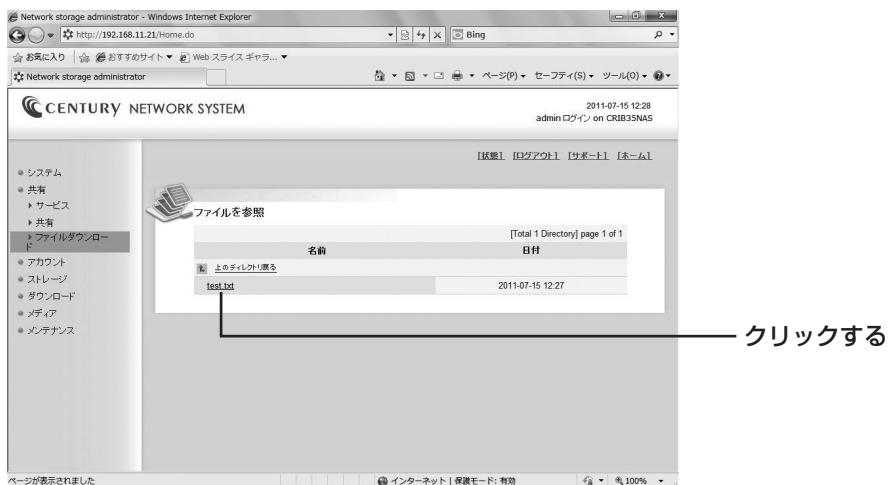 Network storage administrator - Windows Internet Explorer
http://192.168.11.21/Home.do
Bing
お気に入り おすすめサイト ▼ Web スライス ギャラ... ▼
Network storage administrator
ページ(P) ▼ セーフティ(S) ▼ ツール(O) ▼
CENTURY NETWORK SYSTEM
2011-07-15 12:28
admin ログイン on CRIB35NAS
[状態] [ログアウト] [サポート] [ホーム]
システム
共有
サービス
共有
ファイルダウンロー
ド
アカウント
ストレージ
ダウンロード
メディア
メンテナンス
ファイルを参照
[Total 1 Directory] page 1 of 1
名前 日付
上のディレクトリ戻る
test.txt 2011-07-15 12:27
クリックする
ページが表示されました
インターネット | 保護モード: 有効
100%